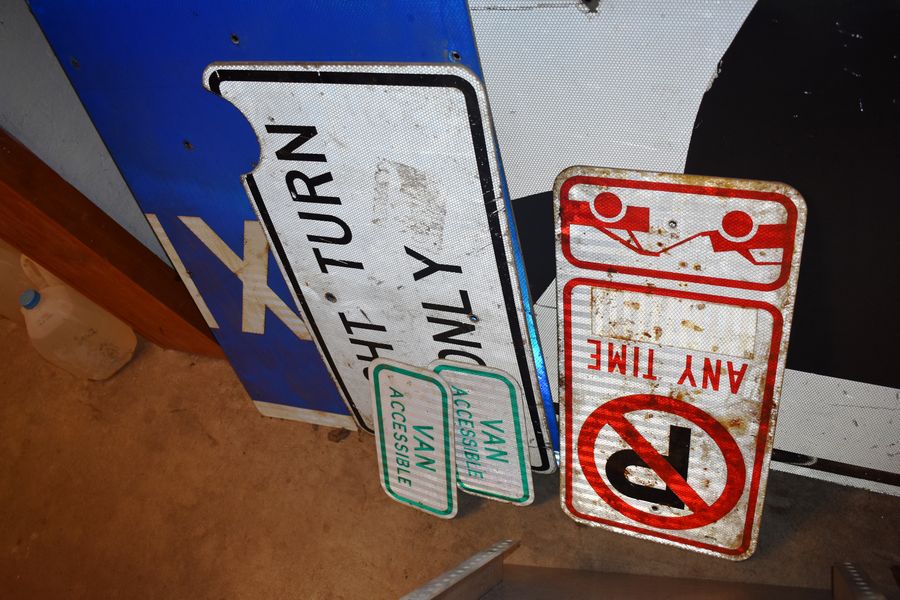 HT TURN
ONLY
VAN
ACCESSIBLE
VAN
ACCESSIBLE
ANY TIME
P
X